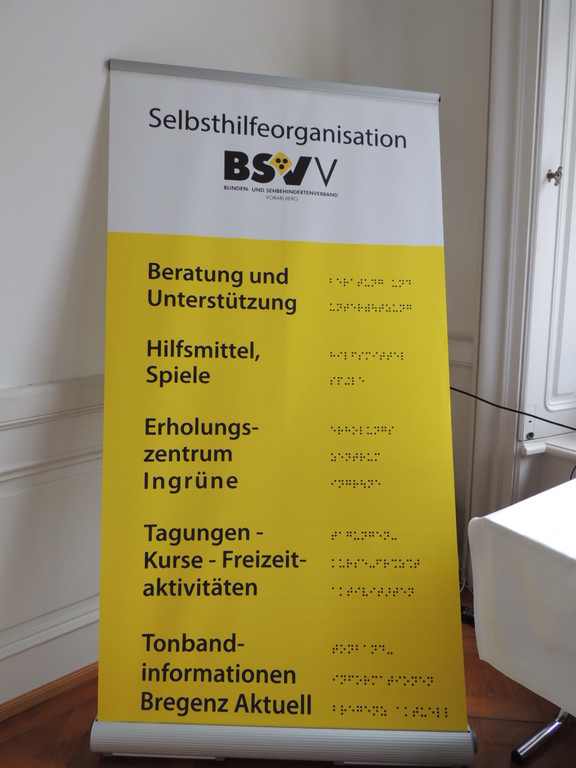 Selbsthilfeorganisation
BSVV
BLINDEN- UND SEHBEHINDERTENVERBAND
VORARLBERG
Beratung und
Unterstützung
Hilfsmittel,
Spiele
Erholungs-
zentrum
Ingrüne
Tagungen -
Kurse - Freizeit-
aktivitäten
Tonband-
informationen
Bregenz Aktuell